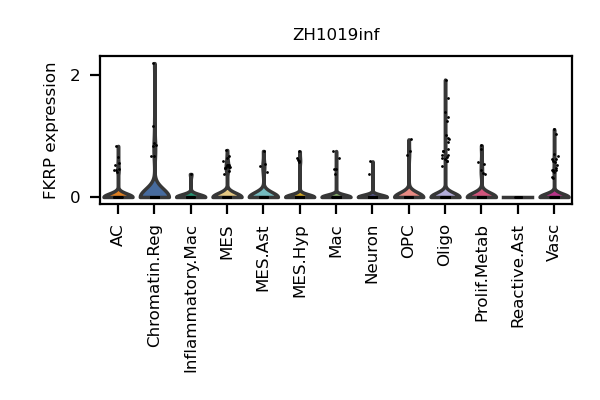 ZH1019inf
FKRP expression
2
0
AC
Chromatin.Reg
Inflammatory.Mac
MES
MES.Ast
MES.Hyp
Mac
Neuron
OPC
Oligo
Prolif.Metab
Reactive.Ast
Vasc